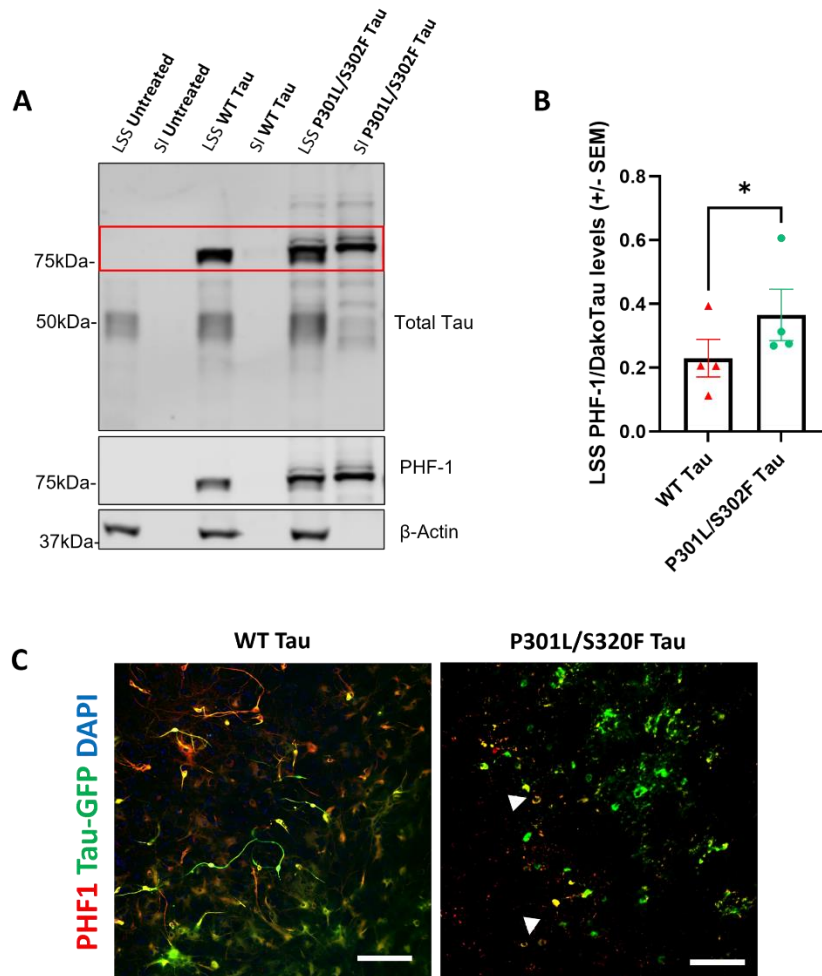 A
LSS Untreated
SI Untreated
LSS WT Tau
SI WT Tau
LSS P301L/S302F Tau
SI P301L/S302F Tau
75kDa-
50kDa-
Total Tau
75kDa-
PHF-1
37kDa-
β-Actin
B
LSS PHF-1/DakoTau levels (+/- SEM)
0.8
0.6
0.4
0.2
0.0
*
WT Tau
P301L/S302F Tau
C
WT Tau
P301L/S320F Tau
PHF1 Tau-GFP DAPI